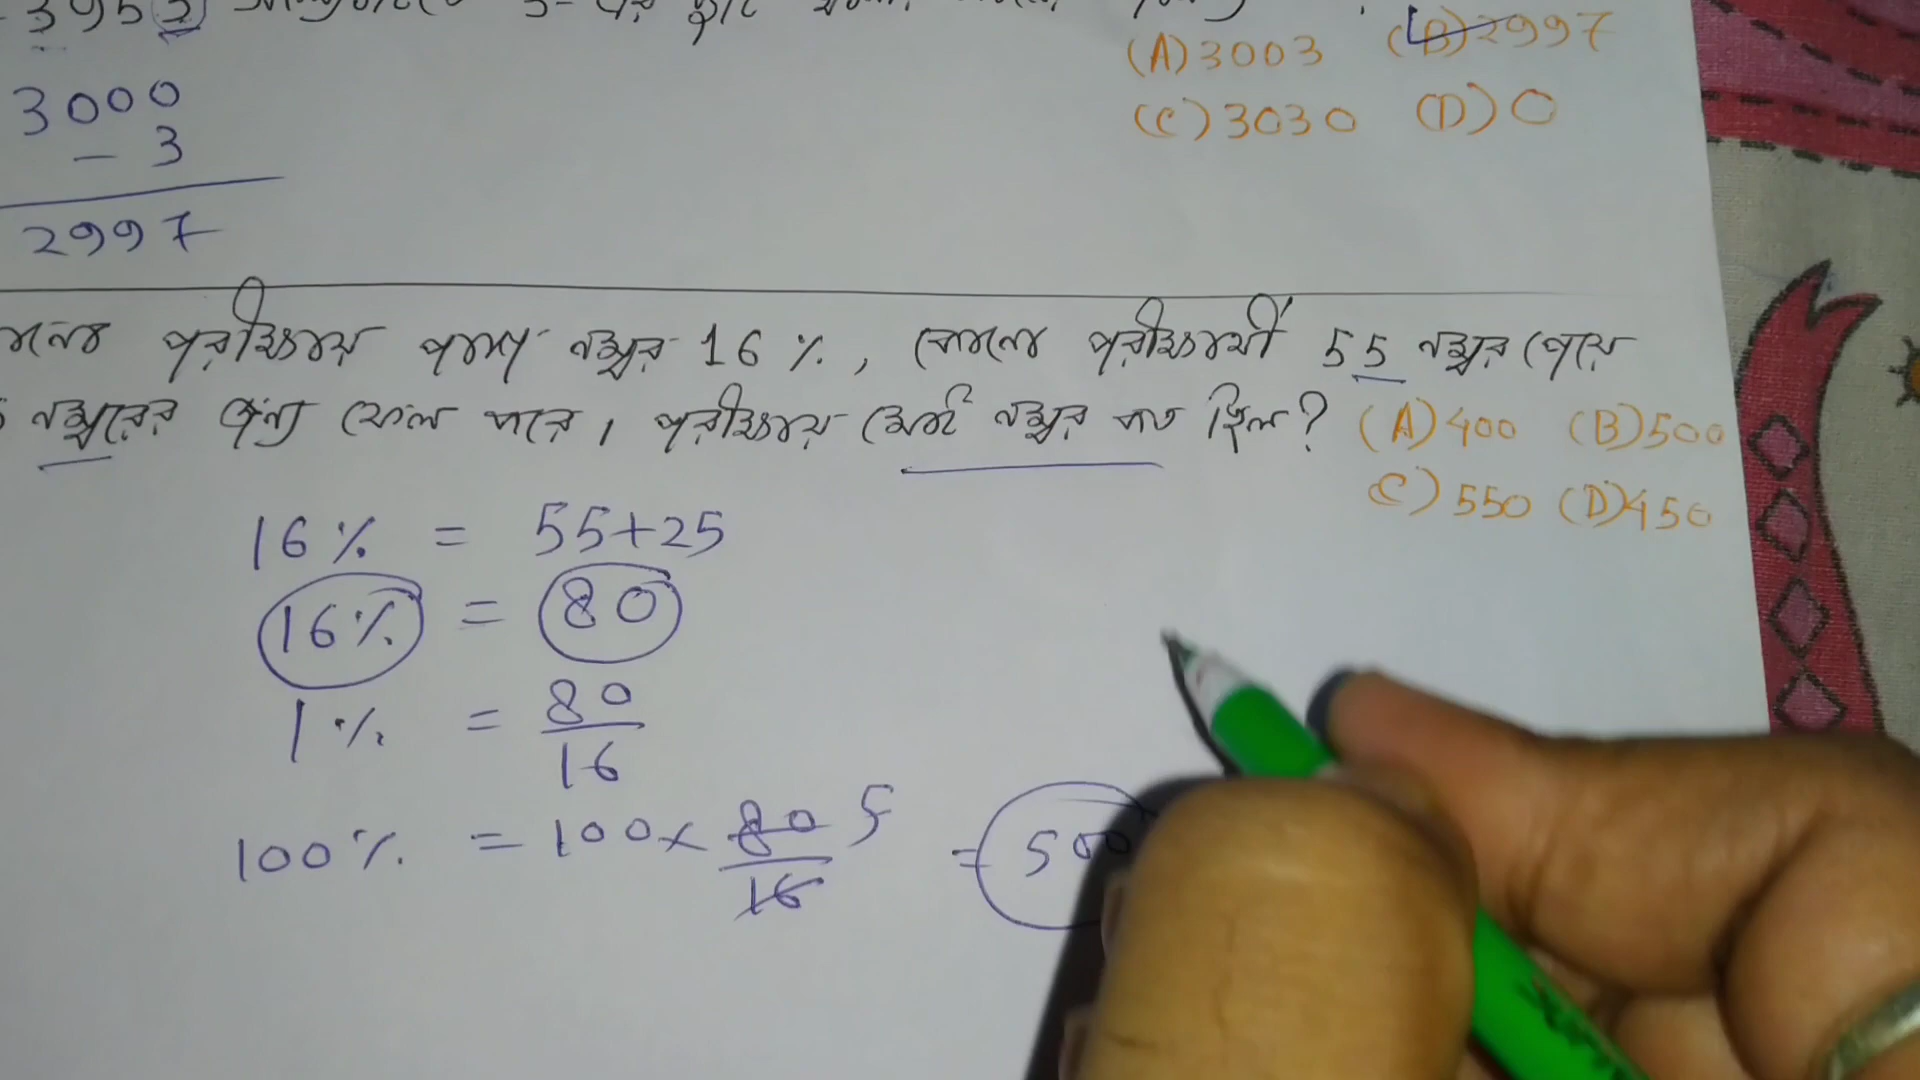 (A) 3003 (B) 2997
3000
(C) 3030 (D) 0
- 3
2997
পরীক্ষায় পাশ নম্বর 16 %, কোনো পরীক্ষার্থী 55 নম্বর পেয়ে
নম্বরের জন্য ফেল করে। পরীক্ষায় মোট নম্বর কত ছিল? (A) 400 (B) 500
(C) 550 (D) 450
16 % = 55+25
16 % = 80
1 % = 80
16
100 % = 100 × 80 5 = 500
16